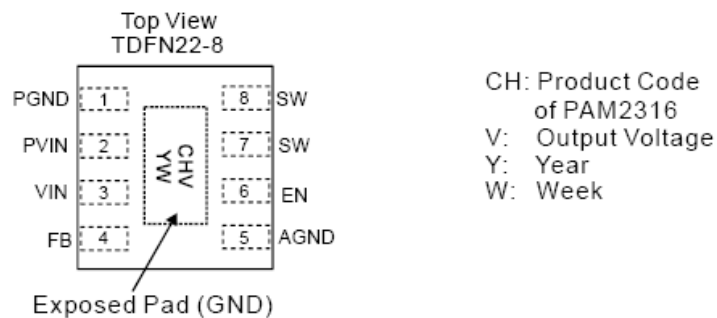 Top View
TDFN22-8
PGND 1 8 SW
PVIN 2 7 SW
VIN 3 6 EN
FB 4 5 AGND
CHV
YW
Exposed Pad (GND)
CH: Product Code
of PAM2316
V: Output Voltage
Y: Year
W: Week